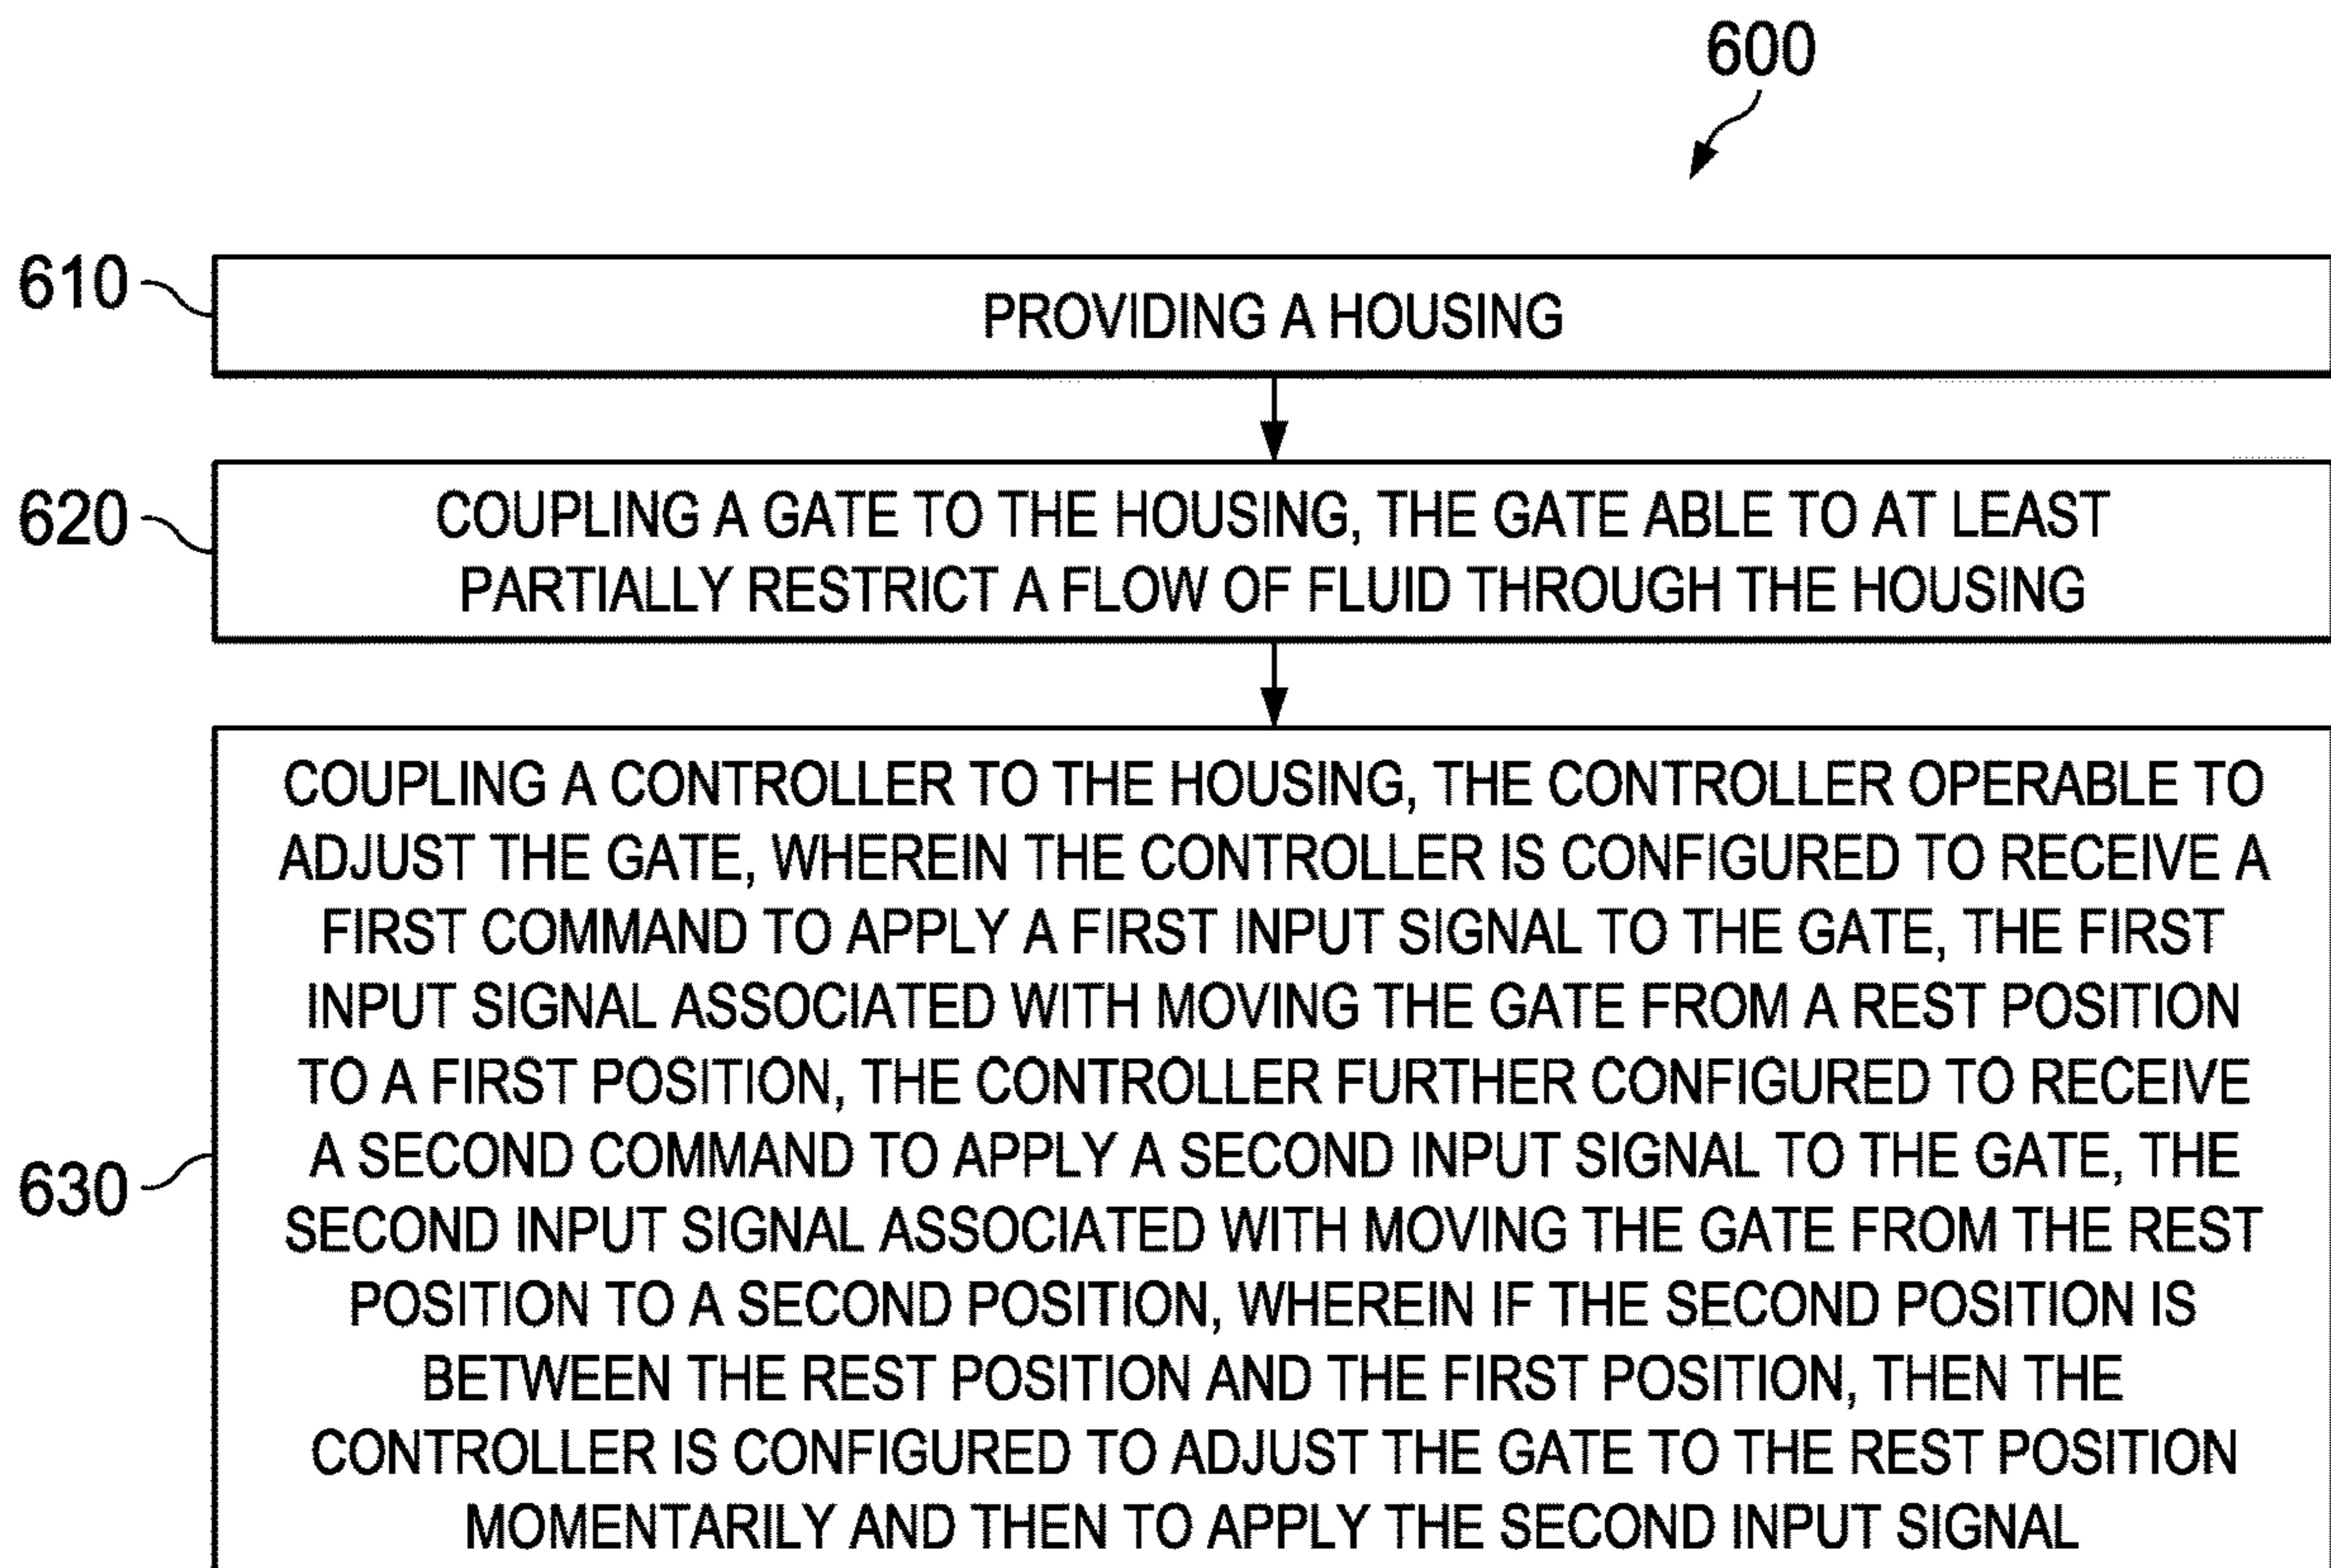 600
610
PROVIDING A HOUSING
620
COUPLING A GATE TO THE HOUSING, THE GATE ABLE TO AT LEAST
PARTIALLY RESTRICT A FLOW OF FLUID THROUGH THE HOUSING
630
COUPLING A CONTROLLER TO THE HOUSING, THE CONTROLLER OPERABLE TO
ADJUST THE GATE, WHEREIN THE CONTROLLER IS CONFIGURED TO RECEIVE A
FIRST COMMAND TO APPLY A FIRST INPUT SIGNAL TO THE GATE, THE FIRST
INPUT SIGNAL ASSOCIATED WITH MOVING THE GATE FROM A REST POSITION
TO A FIRST POSITION, THE CONTROLLER FURTHER CONFIGURED TO RECEIVE
A SECOND COMMAND TO APPLY A SECOND INPUT SIGNAL TO THE GATE, THE
SECOND INPUT SIGNAL ASSOCIATED WITH MOVING THE GATE FROM THE REST
POSITION TO A SECOND POSITION, WHEREIN IF THE SECOND POSITION IS
BETWEEN THE REST POSITION AND THE FIRST POSITION, THEN THE
CONTROLLER IS CONFIGURED TO ADJUST THE GATE TO THE REST POSITION
MOMENTARILY AND THEN TO APPLY THE SECOND INPUT SIGNAL